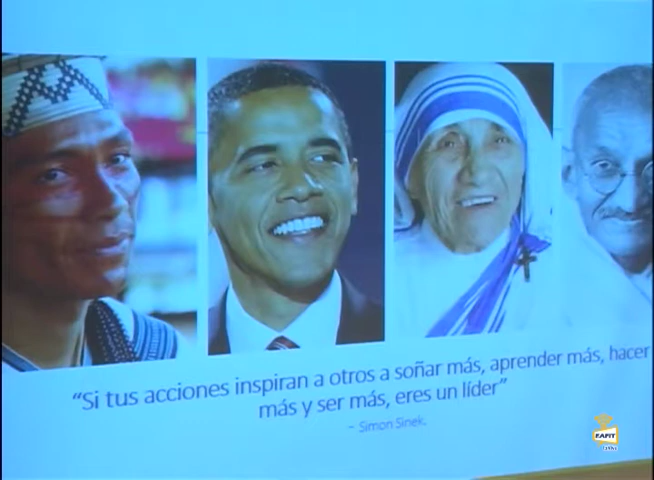 "Si tus acciones inspiran a otros a soñar más, aprender más, hacer
más y ser más, eres un líder"
- Simon Sinek.
EAFIT